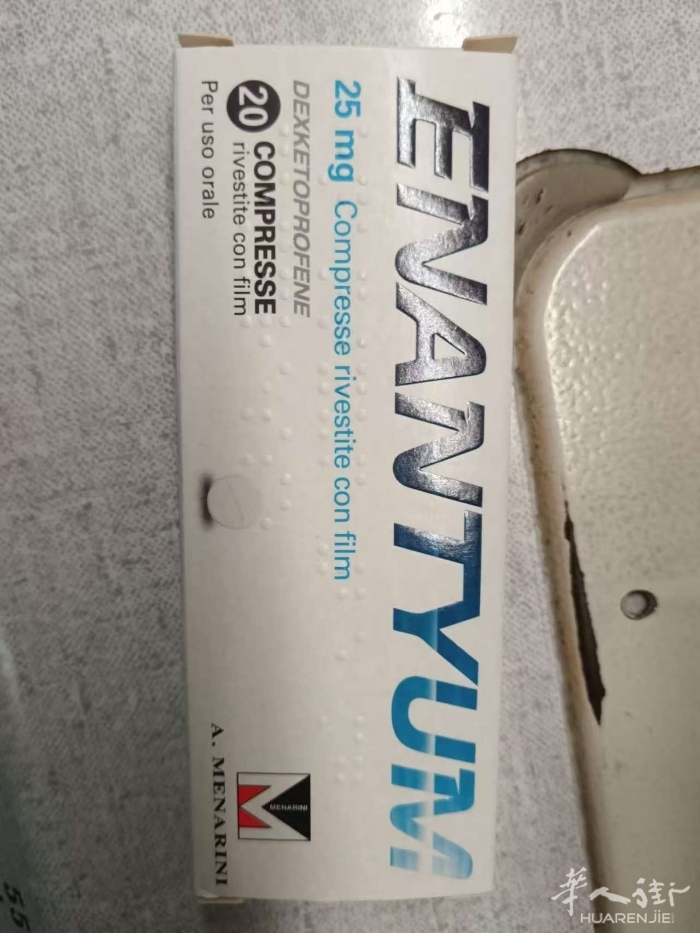 ENANTYUM
25 mg Compresse rivestite con film
DEXKETOPROFENE
20 COMPRESSE
rivestite con film
Per uso orale
MENARINI
A. MENARINI
55
华人街
HUARENJIE